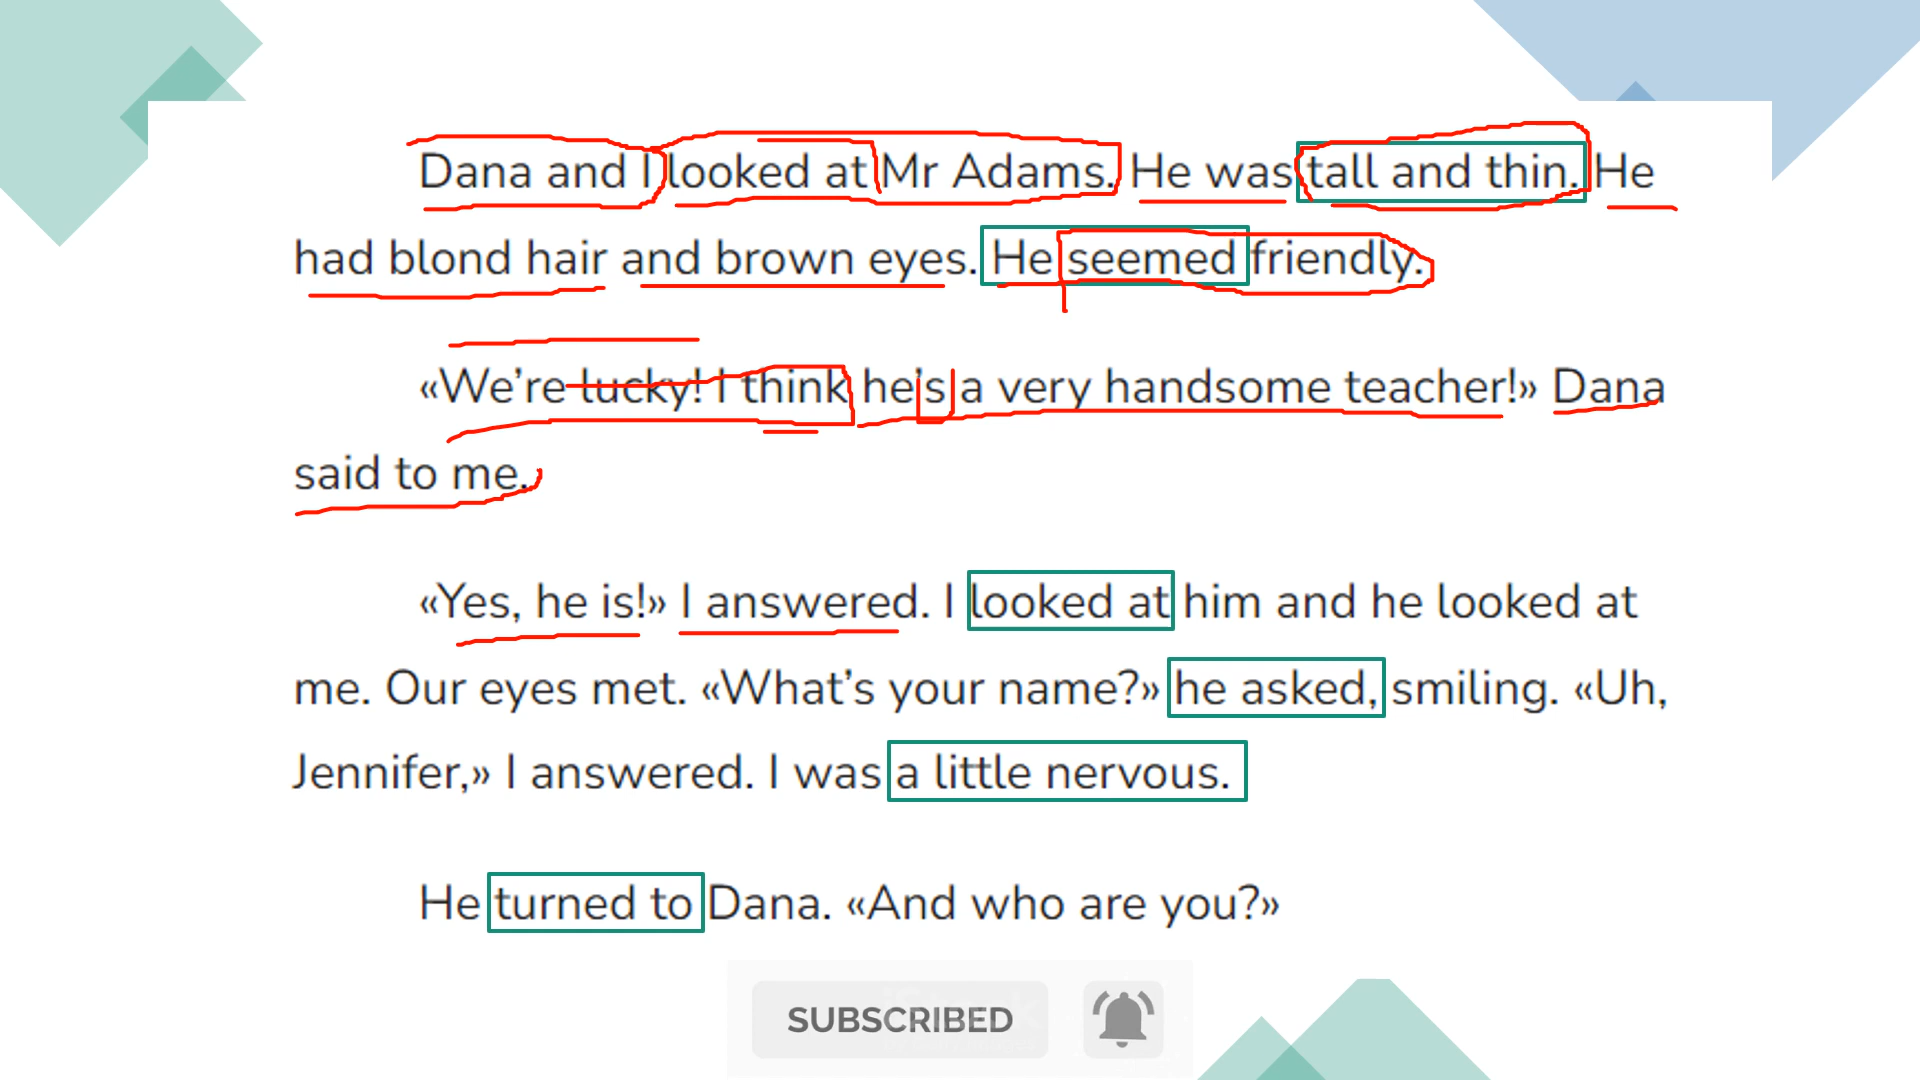 Dana and I looked at Mr Adams. He was tall and thin. He
had blond hair and brown eyes. He seemed friendly.
«We’re lucky! I think he’s a very handsome teacher!» Dana
said to me.
«Yes, he is!» I answered. I looked at him and he looked at
me. Our eyes met. «What’s your name?» he asked, smiling. «Uh,
Jennifer,» I answered. I was a little nervous.
He turned to Dana. «And who are you?»
SUBSCRIBED